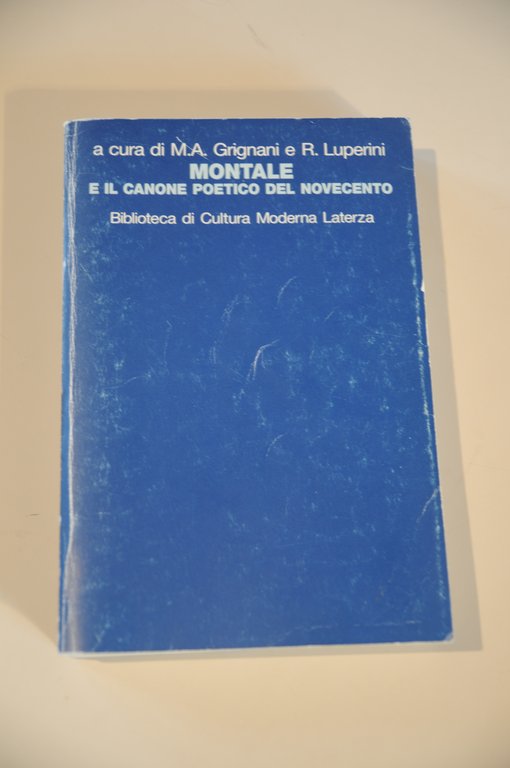 a cura di M.A. Grignani e R. Luperini
MONTALE
E IL CANONE POETICO DEL NOVECENTO
Biblioteca di Cultura Moderna Laterza